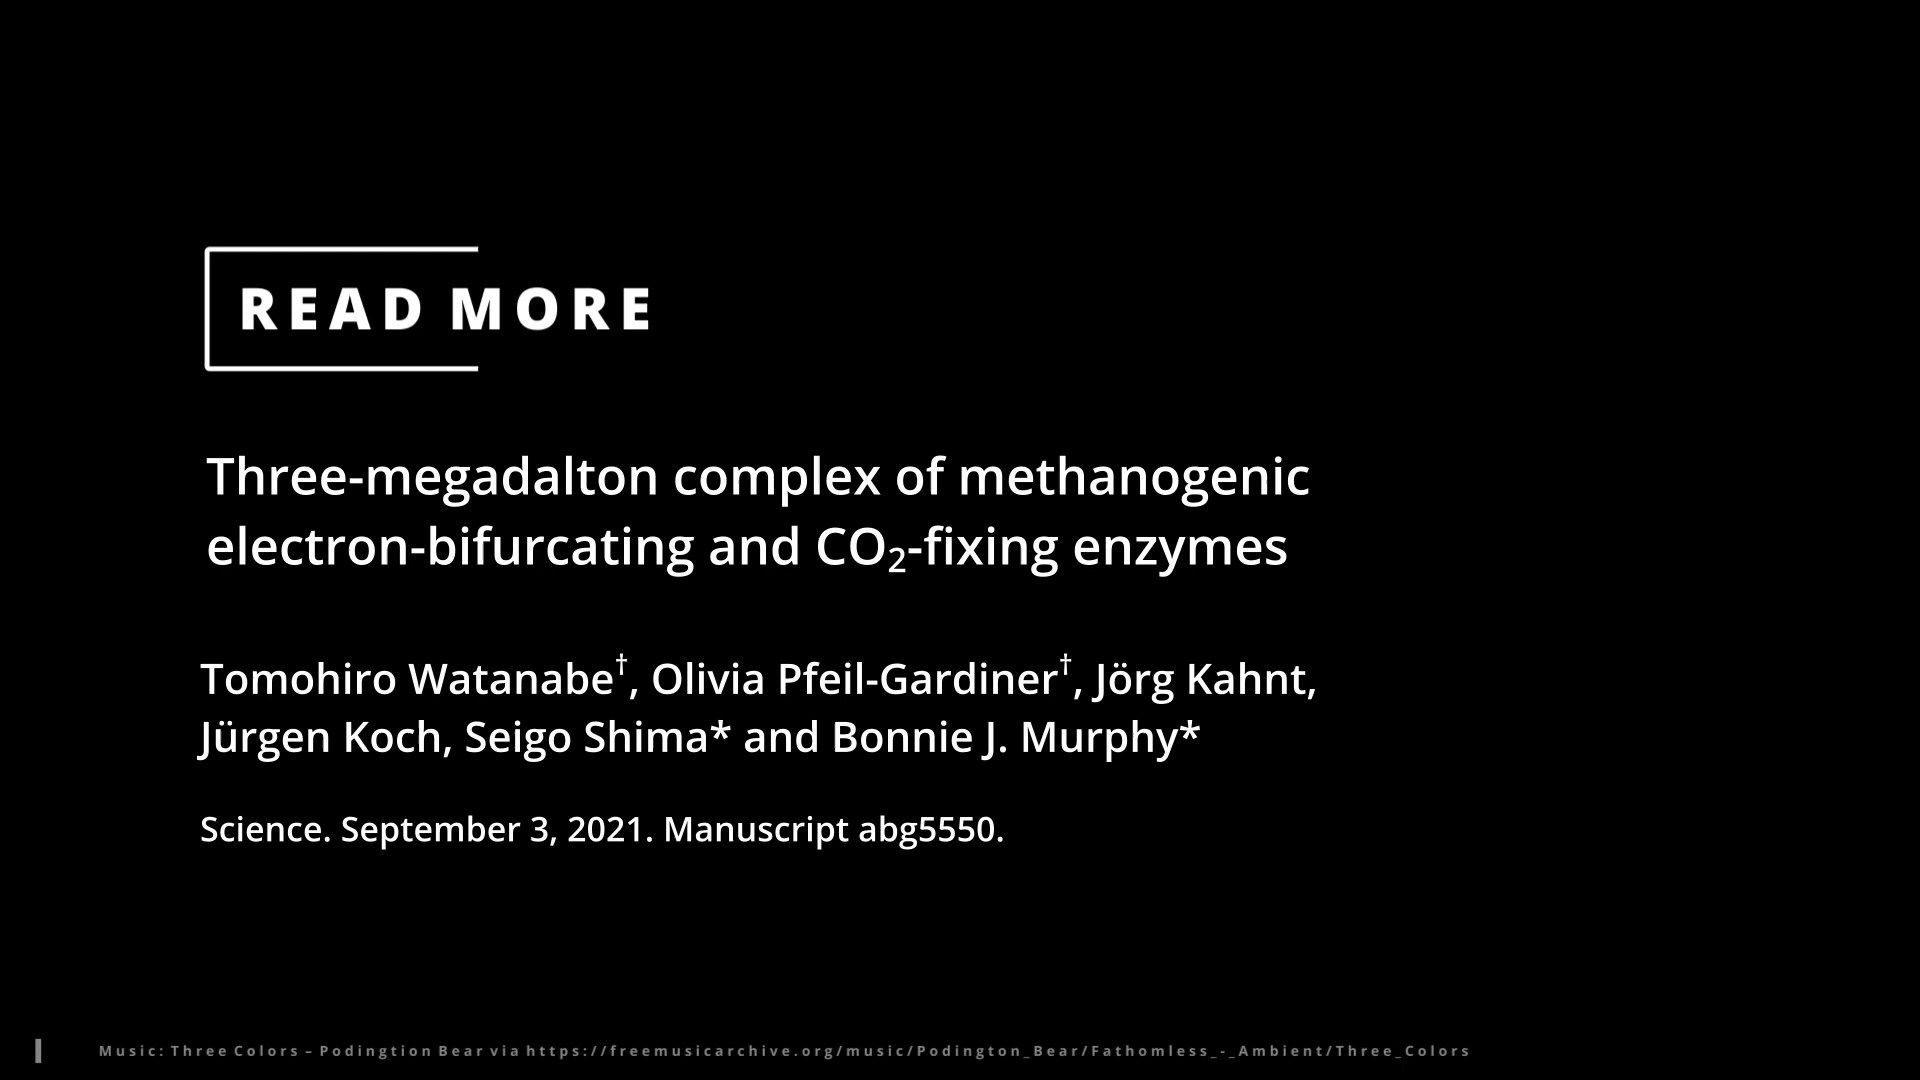 READ MORE
Three-megadalton complex of methanogenic
electron-bifurcating and CO₂-fixing enzymes
Tomohiro Watanabe†, Olivia Pfeil-Gardiner†, Jörg Kahnt,
Jürgen Koch, Seigo Shima* and Bonnie J. Murphy*
Science. September 3, 2021. Manuscript abg5550.
Music: Three Colors – Podingtion Bear via https://freemusicarchive.org/music/Podington_Bear/Fathomless_-_Ambient/Three_Colors